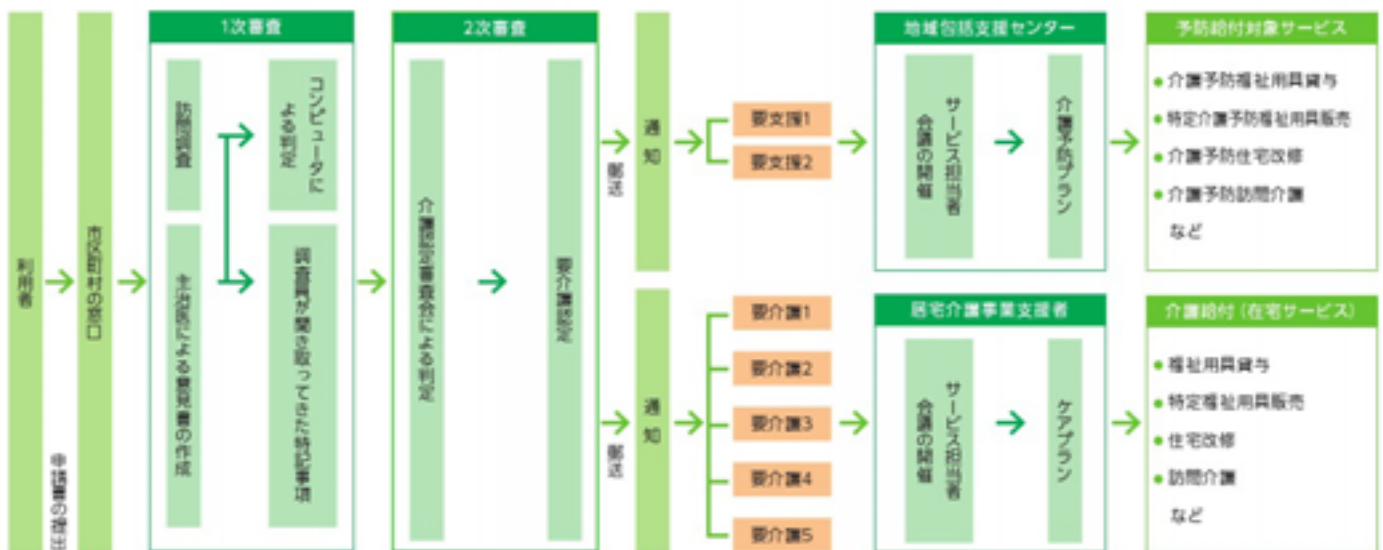 利用者
申請書の提出
市区町村の窓口
1次審査
訪問調査
主治医による意見書の作成
コンピュータに
よる判定
調査員が聞き取ってきた特記事項
2次審査
介護認定審査会による判定
要介護認定
郵送
通知
要支援1
要支援2
地域包括支援センター
サービス担当者
会議の開催
介護予防プラン
予防給付対象サービス
介護予防福祉用具貸与
特定介護予防福祉用具販売
介護予防住宅改修
介護予防訪問介護
など
郵送
通知
要介護1
要介護2
要介護3
要介護4
要介護5
居宅介護事業支援者
サービス担当者
会議の開催
ケアプラン
介護給付(在宅サービス)
福祉用具貸与
特定福祉用具販売
住宅改修
訪問介護
など